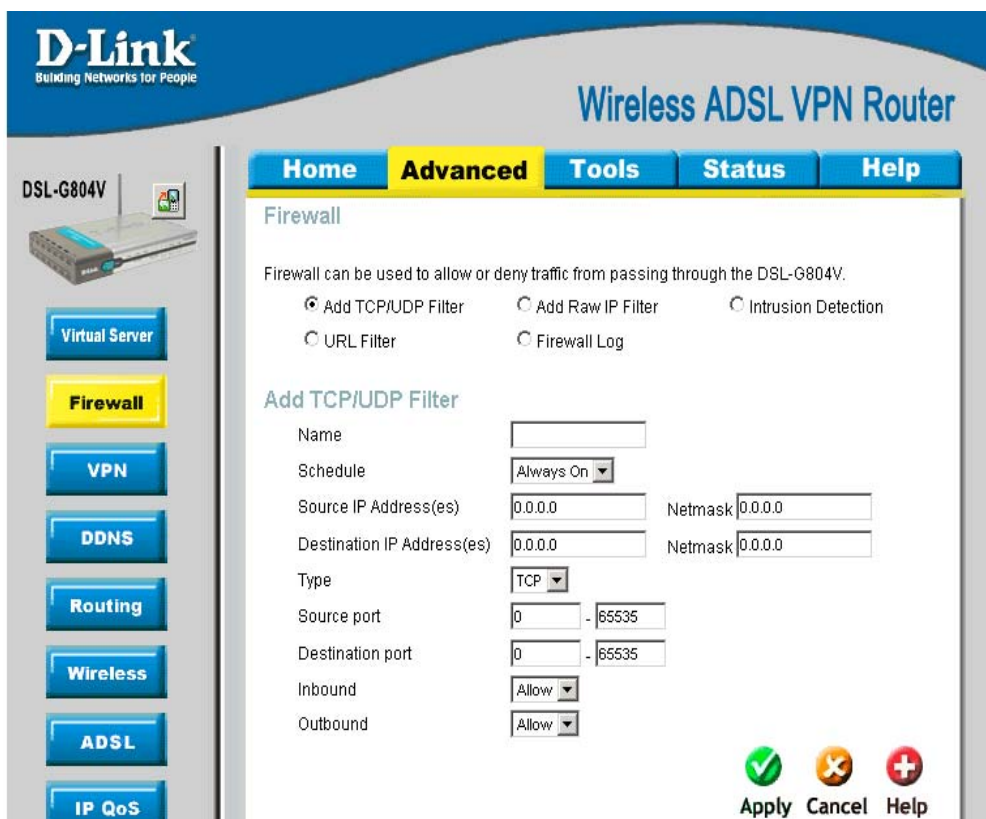 D-Link
Building Networks for People
Wireless ADSL VPN Router
DSL-G804V
Home Advanced Tools Status Help
Firewall
Firewall can be used to allow or deny traffic from passing through the DSL-G804V.
Add TCP/UDP Filter Add Raw IP Filter Intrusion Detection
URL Filter Firewall Log
Virtual Server
Firewall
VPN
DDNS
Routing
Wireless
ADSL
IP QoS
Add TCP/UDP Filter
Name
Schedule Always On
Source IP Address(es) 0.0.0.0 Netmask 0.0.0.0
Destination IP Address(es) 0.0.0.0 Netmask 0.0.0.0
Type TCP
Source port 0 - 65535
Destination port 0 - 65535
Inbound Allow
Outbound Allow
Apply Cancel Help